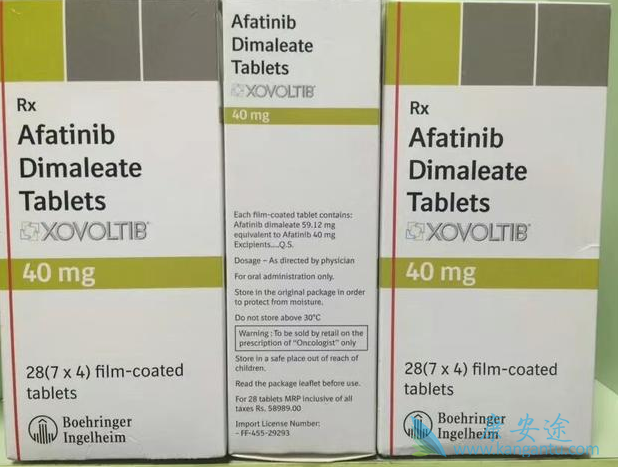 Rx
Afatinib
Dimaleate
Tablets
XOVOLTIB
40 mg
28(7 x 4) film-coated
tablets
Boehringer
Ingelheim
Afatinib
Dimaleate
Tablets
XOVOLTIB
40 mg
Each film-coated tablet contains:
Afatinib dimaleate 59.12 mg
equivalent to Afatinib 40 mg
Excipients....Q.S.
Dosage – As directed by physician
For oral administration only.
Store in the original package in order
to protect from moisture.
Do not store above 30°C
Warning : To be sold by retail on the
prescription of "Oncologist" only
Store in a safe place out of reach of
children.
Read the package leaflet before use.
For 28 tablets MRP inclusive of all
taxes Rs. 58989.00
Import License Number:
- FF-455-29293
Rx
Afatinib
Dimaleate
Tablets
XOVOLTIB
40 mg
28(7 x 4) film-coated
tablets
Boehringer
Ingelheim
安途